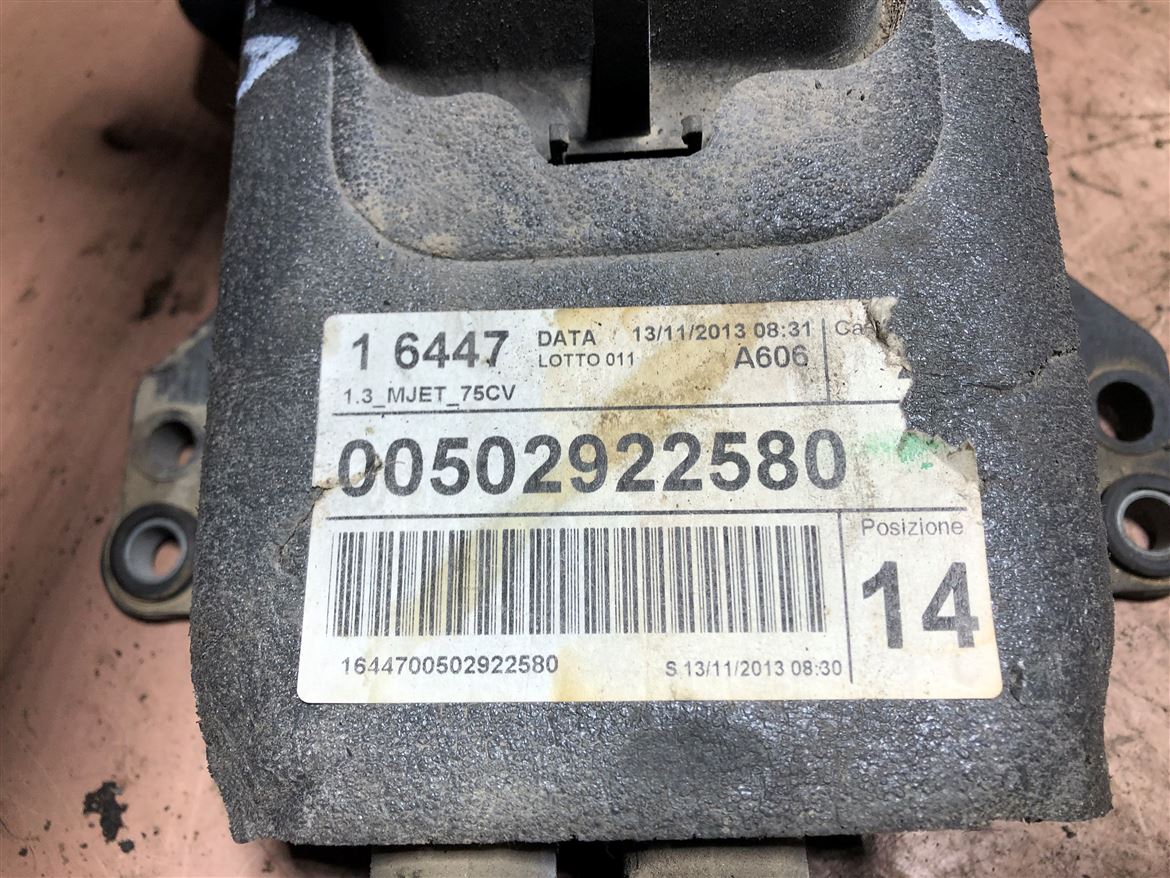 1 6447 DATA 13/11/2013 08:31
LOTTO 011 A606
1.3_MJET_75CV
00502922580
Posizione
14
1644700502922580 S 13/11/2013 08:30